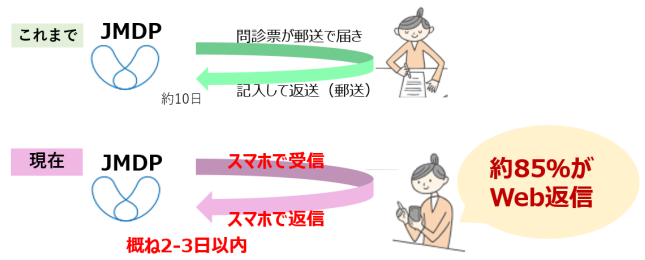 これまで
JMDP
問診票が郵送で届き
記入して返送（郵送）
約10日
現在
JMDP
スマホで受信
スマホで返信
概ね2-3日以内
約85%が
Web返信